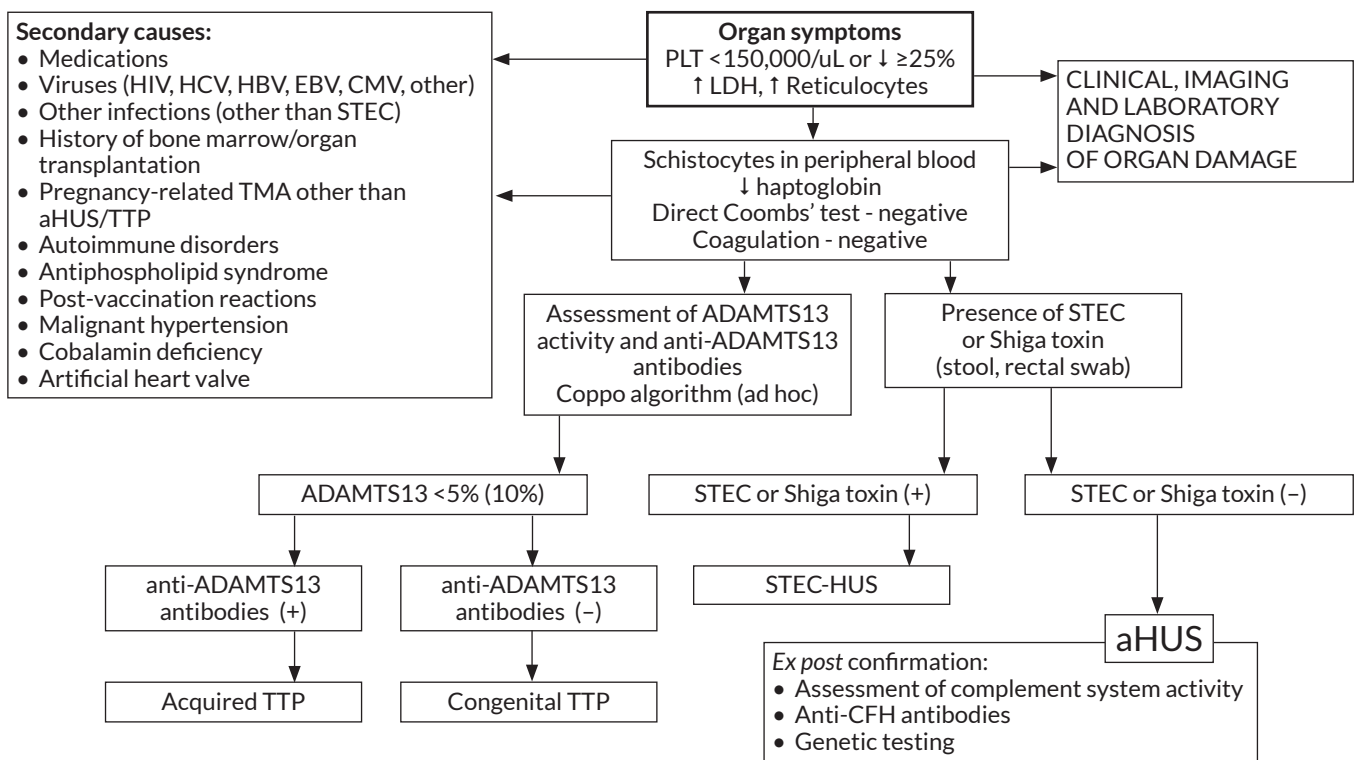 Secondary causes:
• Medications
• Viruses (HIV, HCV, HBV, EBV, CMV, other)
• Other infections (other than STEC)
• History of bone marrow/organ
transplantation
• Pregnancy-related TMA other than
aHUS/TTP
• Autoimmune disorders
• Antiphospholipid syndrome
• Post-vaccination reactions
• Malignant hypertension
• Cobalamin deficiency
• Artificial heart valve
Organ symptoms
PLT <150,000/uL or ↓ ≥25%
↑ LDH, ↑ Reticulocytes
CLINICAL, IMAGING
AND LABORATORY
DIAGNOSIS
OF ORGAN DAMAGE
Schistocytes in peripheral blood
↓ haptoglobin
Direct Coombs’ test - negative
Coagulation - negative
Assessment of ADAMTS13
activity and anti-ADAMTS13
antibodies
Coppo algorithm (ad hoc)
Presence of STEC
or Shiga toxin
(stool, rectal swab)
ADAMTS13 <5% (10%)
STEC or Shiga toxin (+)
STEC or Shiga toxin (–)
anti-ADAMTS13
antibodies (+)
anti-ADAMTS13
antibodies (–)
STEC-HUS
aHUS
Acquired TTP
Congenital TTP
Ex post confirmation:
• Assessment of complement system activity
• Anti-CFH antibodies
• Genetic testing